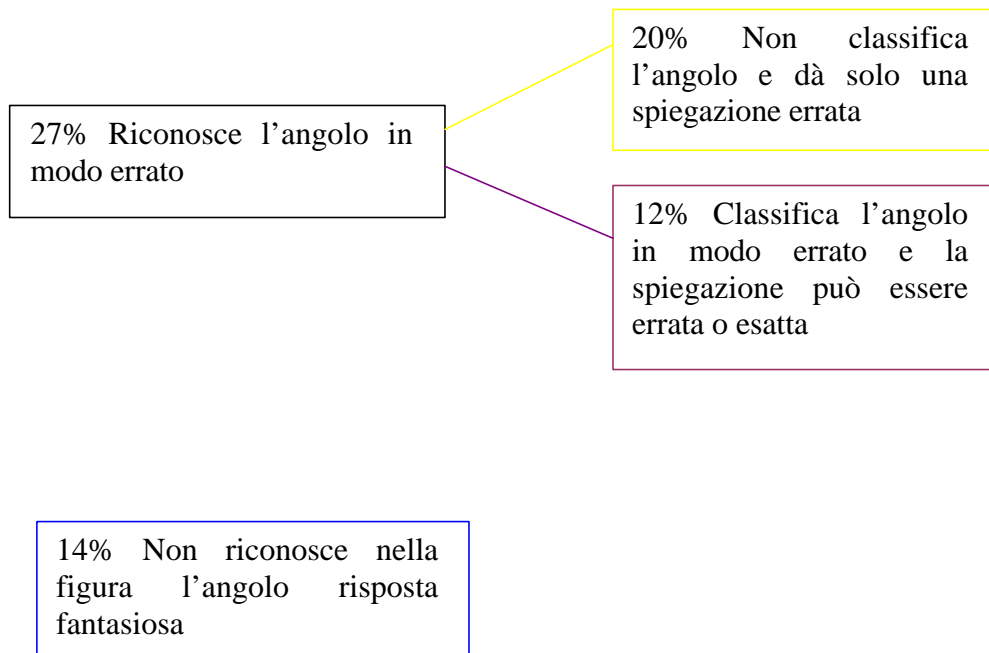 20% Non classifica
l’angolo e dà solo una
spiegazione errata
27% Riconosce l’angolo in
modo errato
12% Classifica l’angolo
in modo errato e la
spiegazione può essere
errata o esatta
14% Non riconosce nella
figura l’angolo risposta
fantasiosa